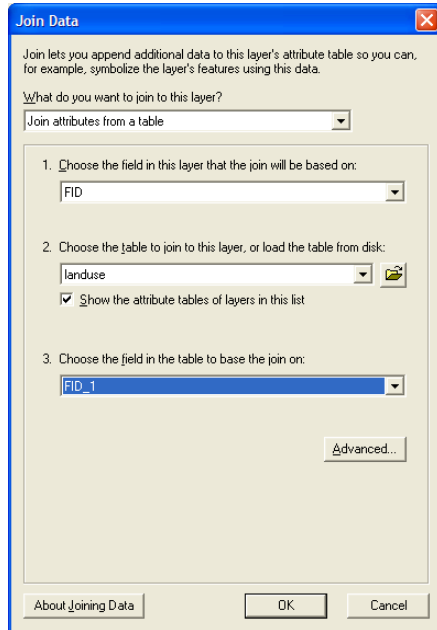 Join Data
Join lets you append additional data to this layer's attribute table so you can,
for example, symbolize the layer's features using this data.
What do you want to join to this layer?
Join attributes from a table
1. Choose the field in this layer that the join will be based on:
FID
2. Choose the table to join to this layer, or load the table from disk:
landuse
Show the attribute tables of layers in this list
3. Choose the field in the table to base the join on:
FID_1
Advanced...
About Joining Data OK Cancel